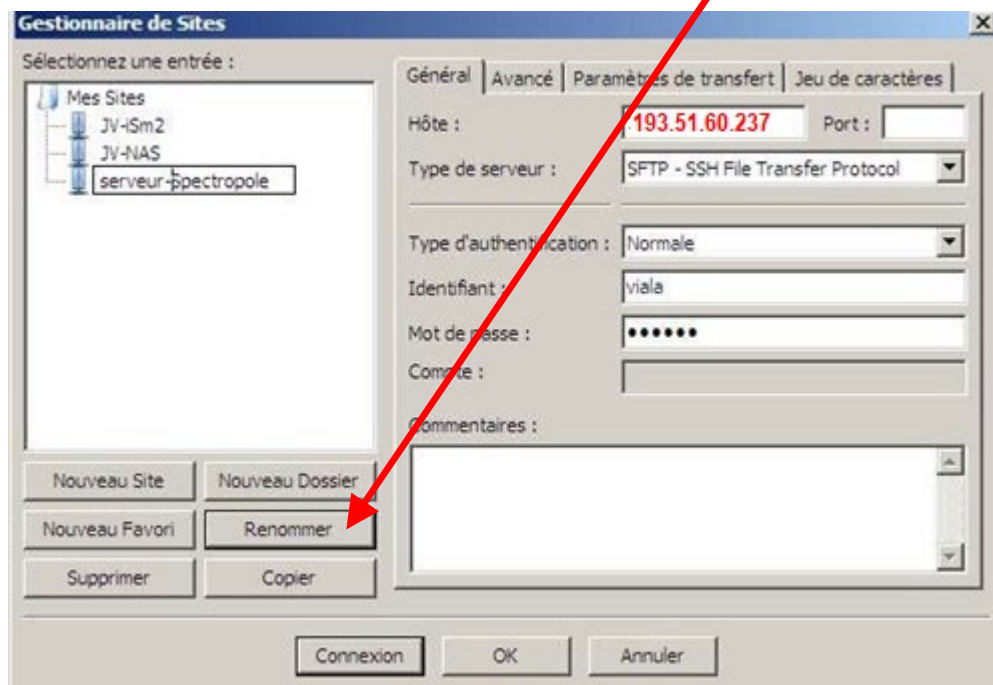 Gestionnaire de Sites
Sélectionnez une entrée :
Mes Sites
JV-iSm2
JV-NAS
serveur-spectropole
Nouveau Site
Nouveau Dossier
Nouveau Favori
Renommer
Supprimer
Copier
Général
Avancé
Paramètres de transfert
Jeu de caractères
Hôte :
193.51.60.237
Port :
Type de serveur :
SFTP - SSH File Transfer Protocol
Type d'authentification :
Normale
Identifiant :
viala
Mot de passe :
••••••
Compte :
Commentaires :
Connexion
OK
Annuler